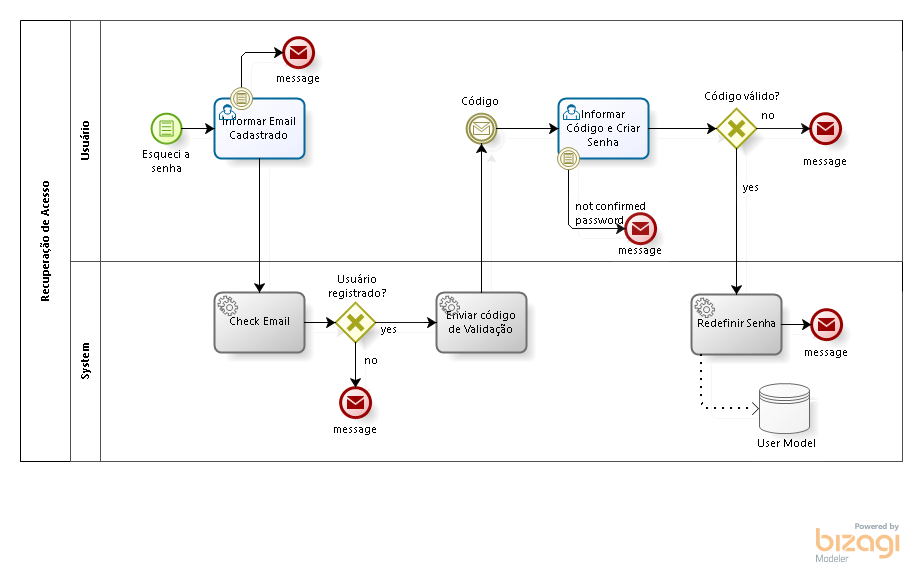 Recuperação de Acesso
Usuário
System
message
Informar Email
Cadastrado
Esqueci a
senha
Código
Informar
Código e Criar
Senha
Código válido?
no
message
yes
not confirmed
password
message
Check Email
Usuário
registrado?
yes
no
message
Enviar código
de Validação
Redefinir Senha
message
User Model
Powered by
bizagi
Modeler